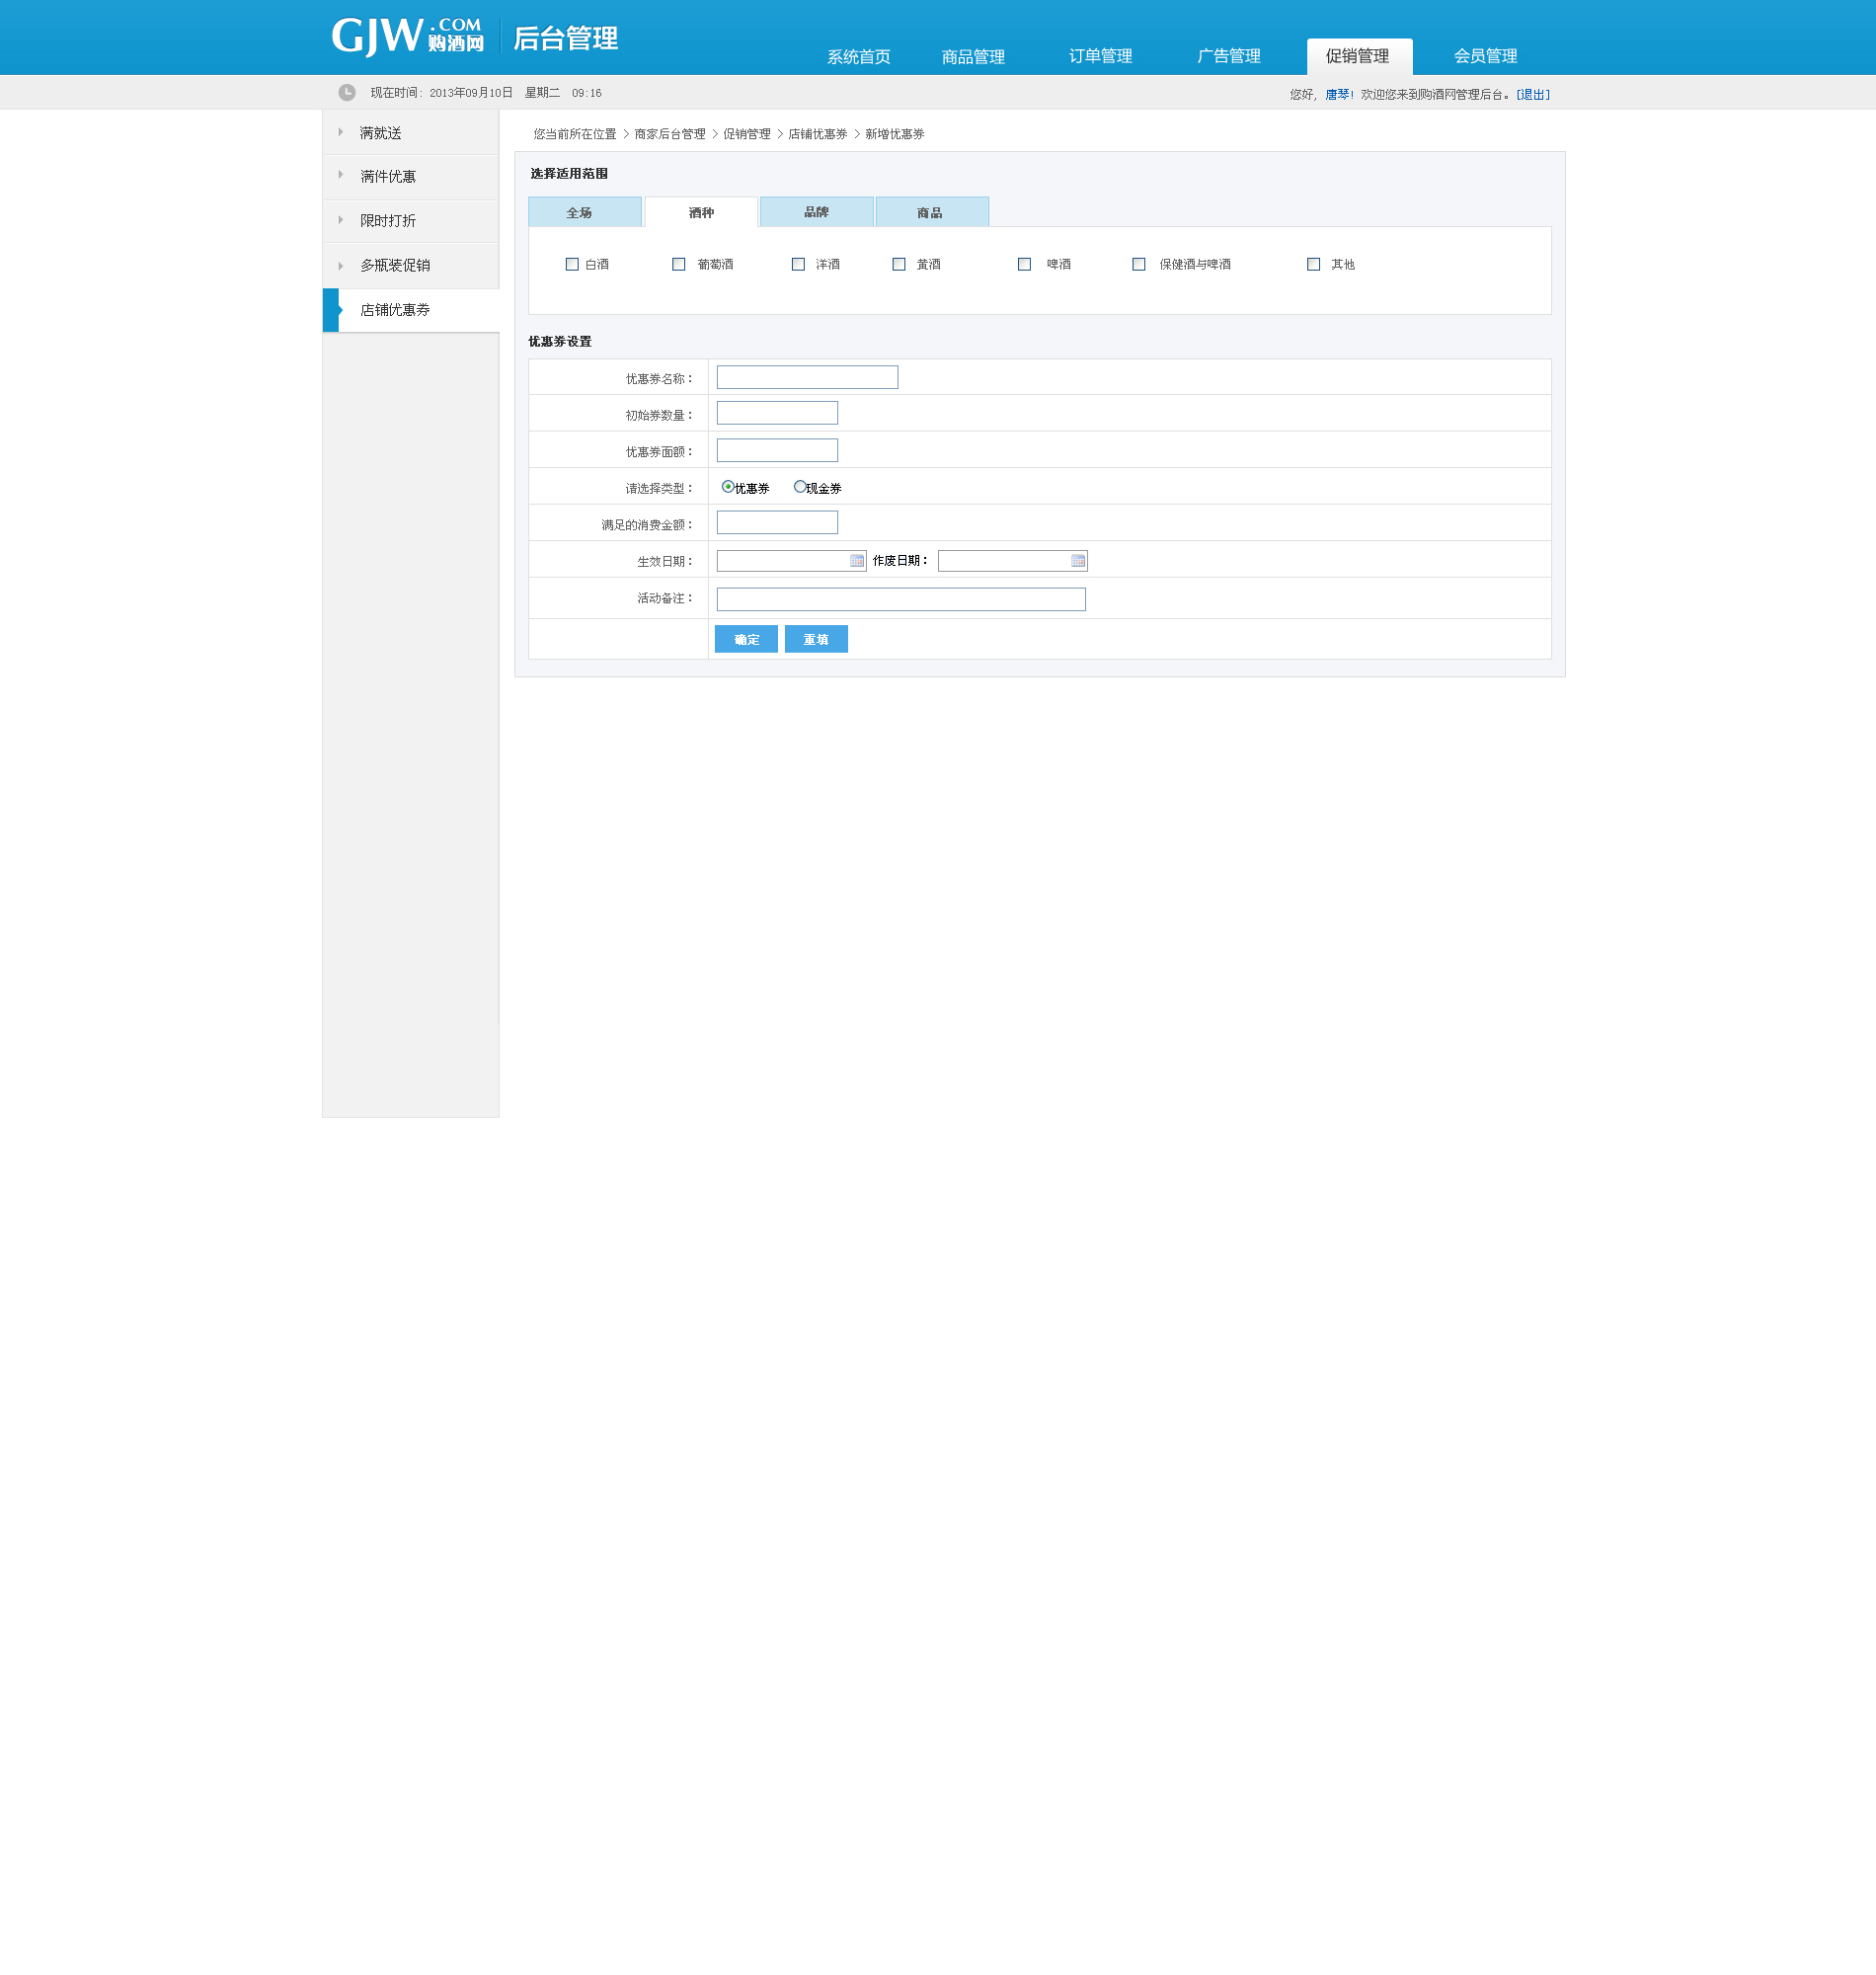 GJW.COM 购酒网 后台管理
系统首页 商品管理 订单管理 广告管理 促销管理 会员管理
现在时间：2013年09月10日 星期二 09:16
您好，唐琴！欢迎您来到购酒网管理后台。[退出]
满就送
满件优惠
限时打折
多瓶装促销
店铺优惠券
您当前所在位置 > 商家后台管理 > 促销管理 > 店铺优惠券 > 新增优惠券
选择适用范围
全场 酒种 品牌 商品
白酒 葡萄酒 洋酒 黄酒 啤酒 保健酒与啤酒 其他
优惠券设置
优惠券名称：
初始券数量：
优惠券面额：
请选择类型： 优惠券 现金券
满足的消费金额：
生效日期： 作废日期：
活动备注：
确定 重填